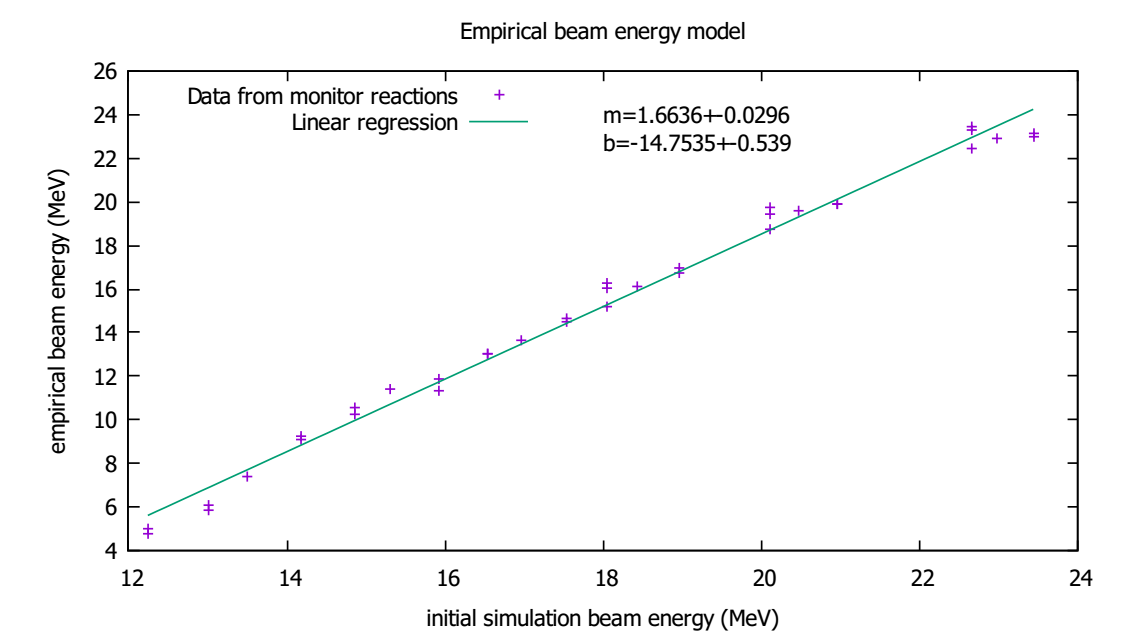 Empirical beam energy model
26
24
22
20
18
16
14
12
10
8
6
4
empirical beam energy (MeV)
Data from monitor reactions
Linear regression
m=1.6636+-0.0296
b=-14.7535+-0.539
12 14 16 18 20 22 24
initial simulation beam energy (MeV)